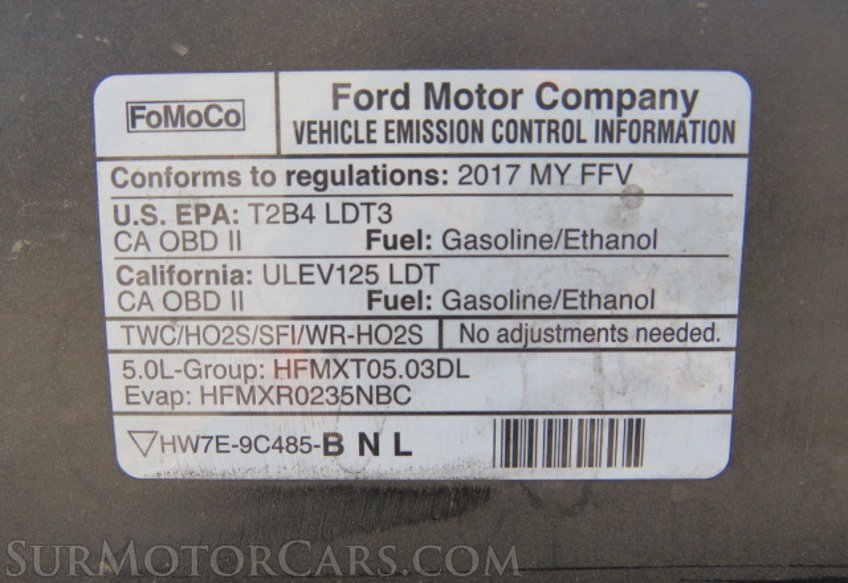 FoMoCo
Ford Motor Company
VEHICLE EMISSION CONTROL INFORMATION
Conforms to regulations: 2017 MY FFV
U.S. EPA: T2B4 LDT3
CA OBD II Fuel: Gasoline/Ethanol
California: ULEV125 LDT
CA OBD II Fuel: Gasoline/Ethanol
TWC/HO2S/SFI/WR-HO2S No adjustments needed.
5.0L-Group: HFMXT05.03DL
Evap: HFMXR0235NBC
HW7E-9C485-B N L
SurMotorCars.com